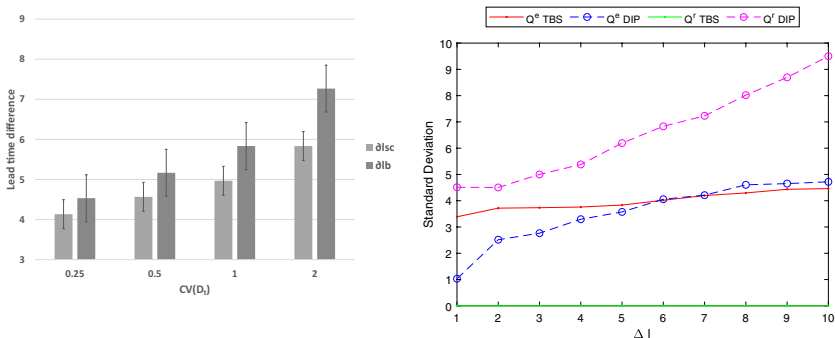 9
8
7
6
5
4
3
Lead time difference
0.25 0.5 1 2
CV(Dt)
∂lsc
∂lb
Qe TBS Qe DIP Qr TBS Qr DIP
10
9
8
7
6
5
4
3
2
1
0
Standard Deviation
1 2 3 4 5 6 7 8 9 10